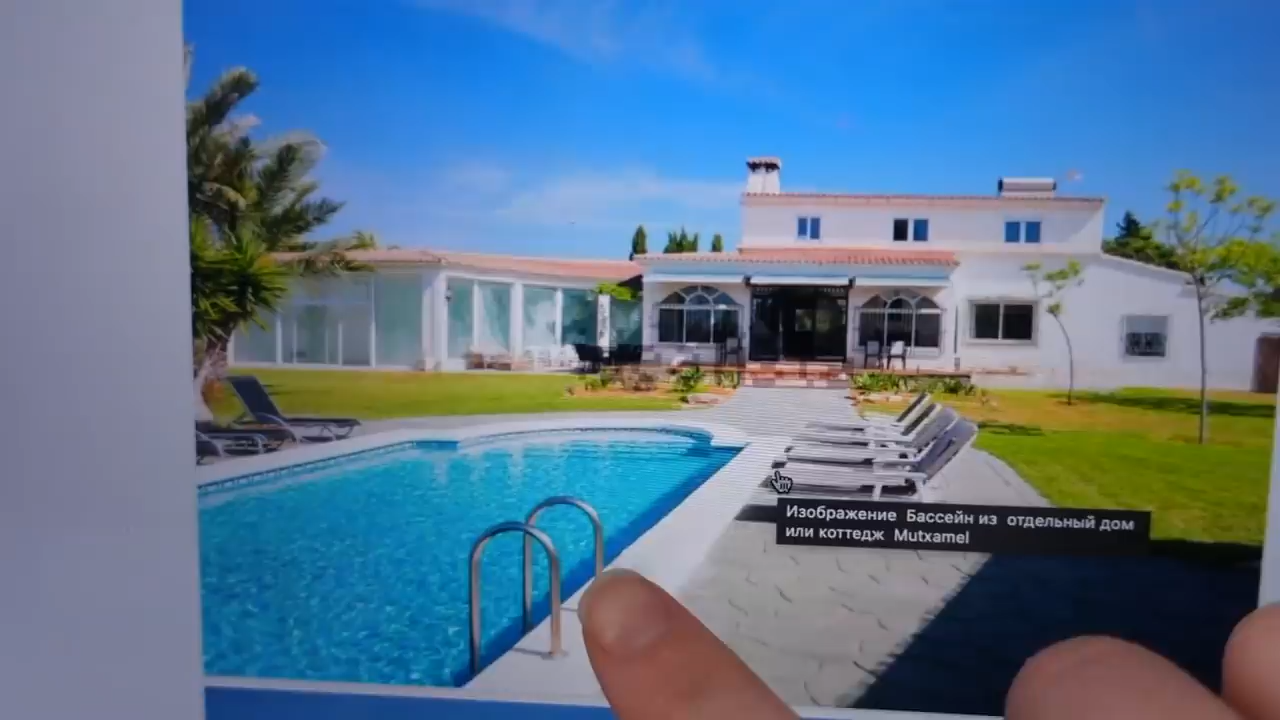 Изображение Бассейн из отдельный дом
или коттедж Mutxamel